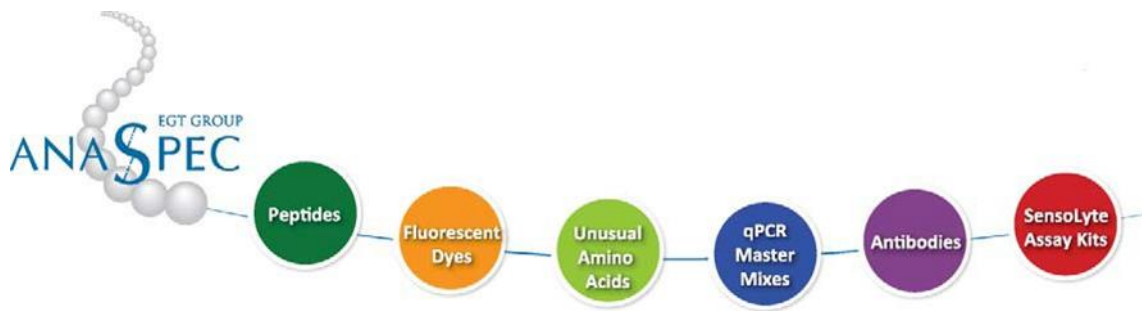 EGT GROUP
ANASPEC
Peptides
Fluorescent
Dyes
Unusual
Amino
Acids
qPCR
Master
Mixes
Antibodies
SensoLyte
Assay Kits